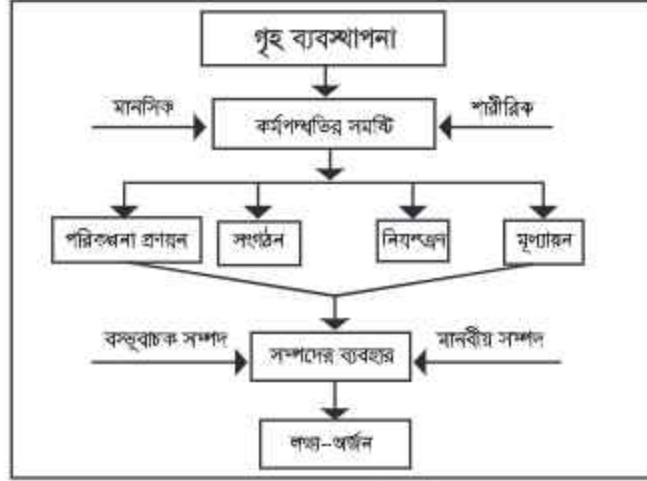 গৃহ ব্যবস্থাপনা
মানসিক
কর্মপদ্ধতির সমষ্টি
শারীরিক
পরিকল্পনা প্রণয়ন
সংগঠন
নিয়ন্ত্রন
মূল্যায়ন
বস্তুবাচক সম্পদ
সম্পদের ব্যবহার
মানবীয় সম্পদ
লক্ষ্য-অর্জন